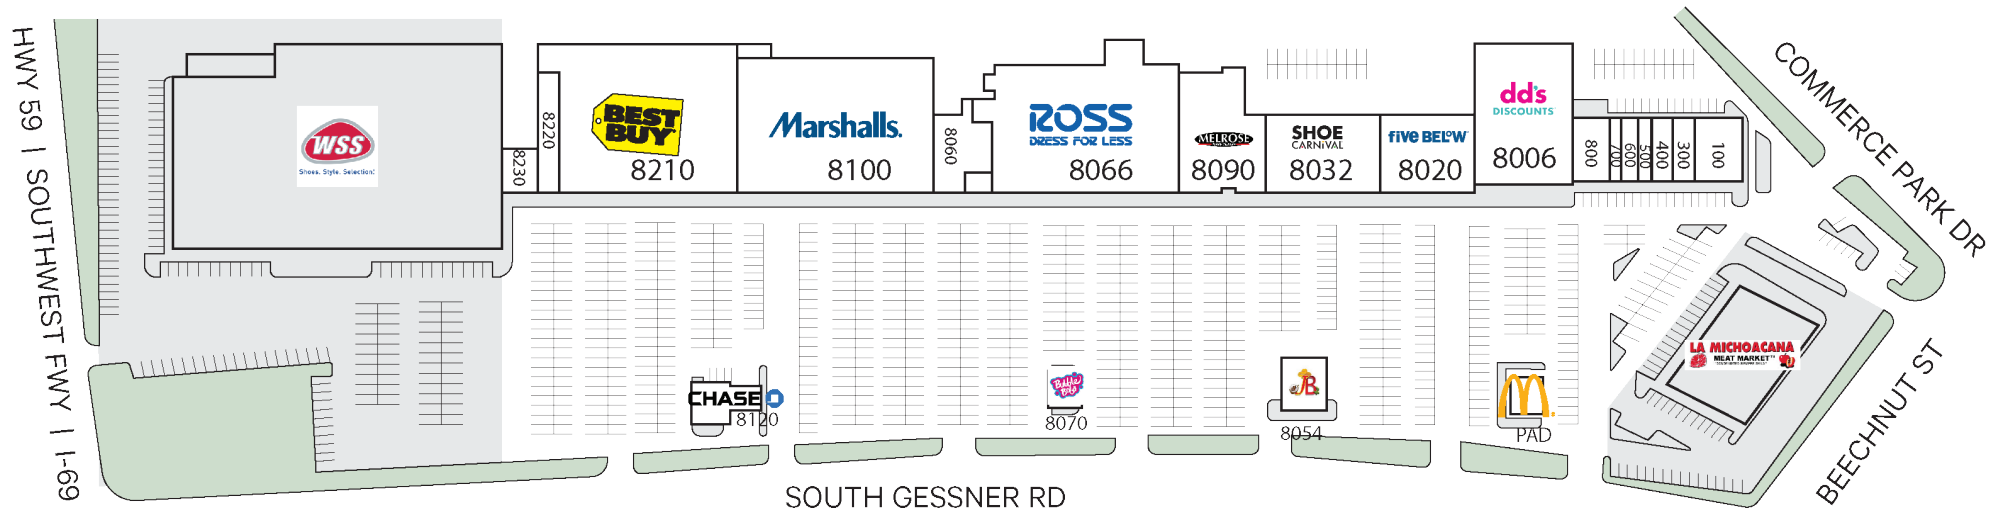 HWY 59 | SOUTHWEST FWY | I-69
WSS
Shoes. Style. Selection!
8230
8220
BEST
BUY
8210
Marshalls.
8100
8060
ROSS
DRESS FOR LESS
8066
MELROSE
8090
SHOE
CARNIVAL
8032
five BELOW
8020
dd's
DISCOUNTS
8006
800
700
600
500
400
300
100
COMMERCE PARK DR
CHASE
8120
8070
JB
8054
M
PAD
LA MICHOACANA
MEAT MARKET
BEECHNUT ST
SOUTH GESSNER RD